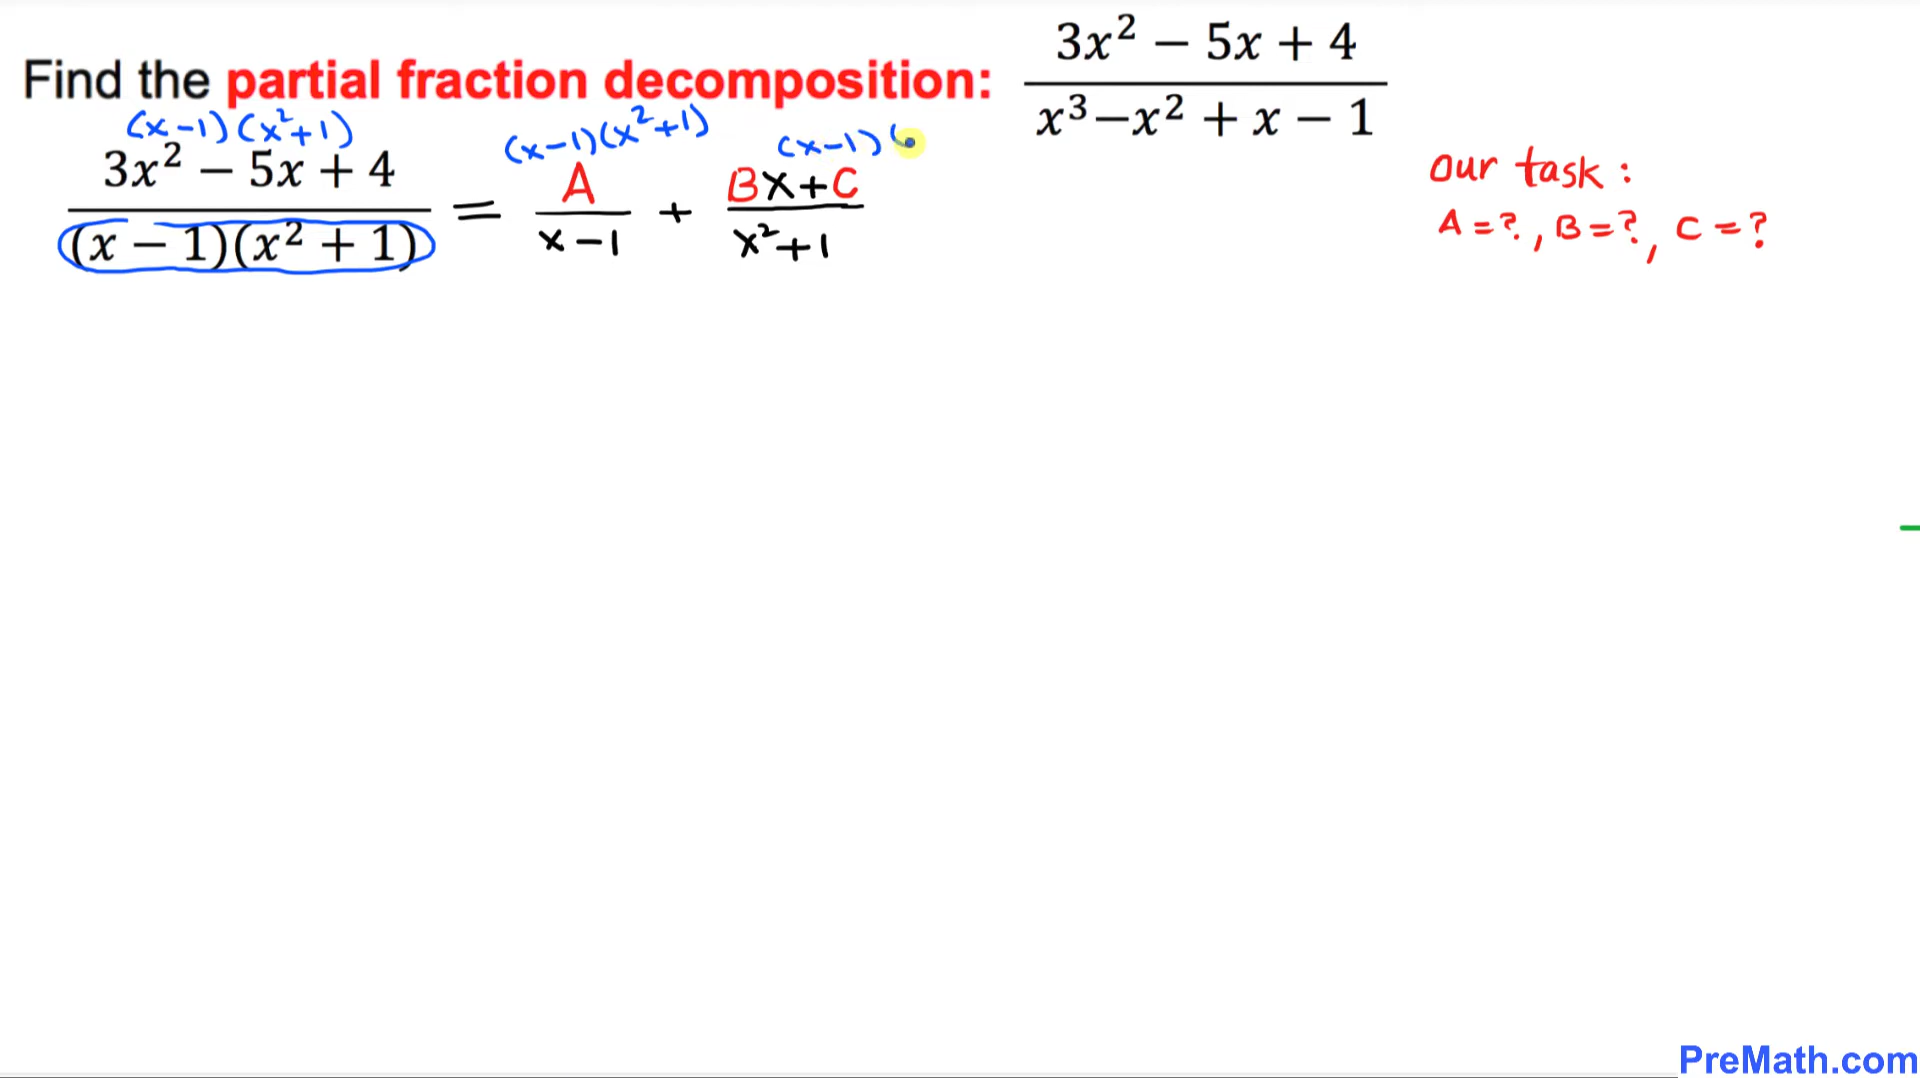 Find the partial fraction decomposition: (3x² − 5x + 4)/(x³−x² + x − 1)
(x−1)(x²+1) (x−1)(x²+1) (x−1)(
(3x² − 5x + 4)/((x − 1)(x² + 1)) = A/(x−1) + (Bx+C)/(x²+1)
our task:
A=?, B=?, C=?
PreMath.com